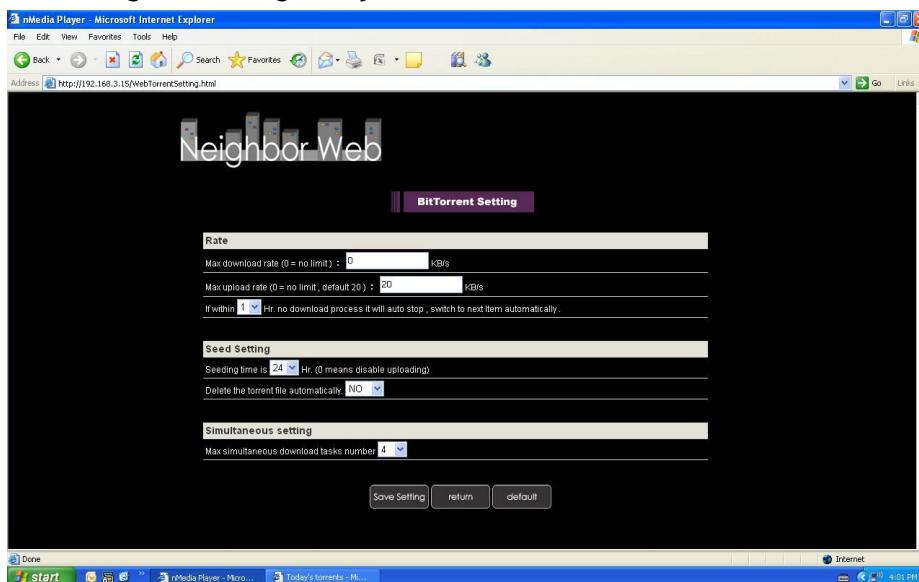 nMedia Player - Microsoft Internet Explorer
File Edit View Favorites Tools Help
Back Search Favorites
Address http://192.168.3.15/WebTorrentSetting.html Go Links
Neighbor Web
BitTorrent Setting
Rate
Max download rate (0 = no limit) : 0 KB/s
Max upload rate (0 = no limit , default 20 ) : 20 KB/s
If within 1 Hr. no download process it will auto stop , switch to next item automatically .
Seed Setting
Seeding time is 24 Hr. (0 means disable uploading)
Delete the torrent file automatically. NO
Simultaneous setting
Max simultaneous download tasks number 4
Save Setting return default
Done Internet
start nMedia Player - Micro... Today's torrents - Mi... 4:01 PM